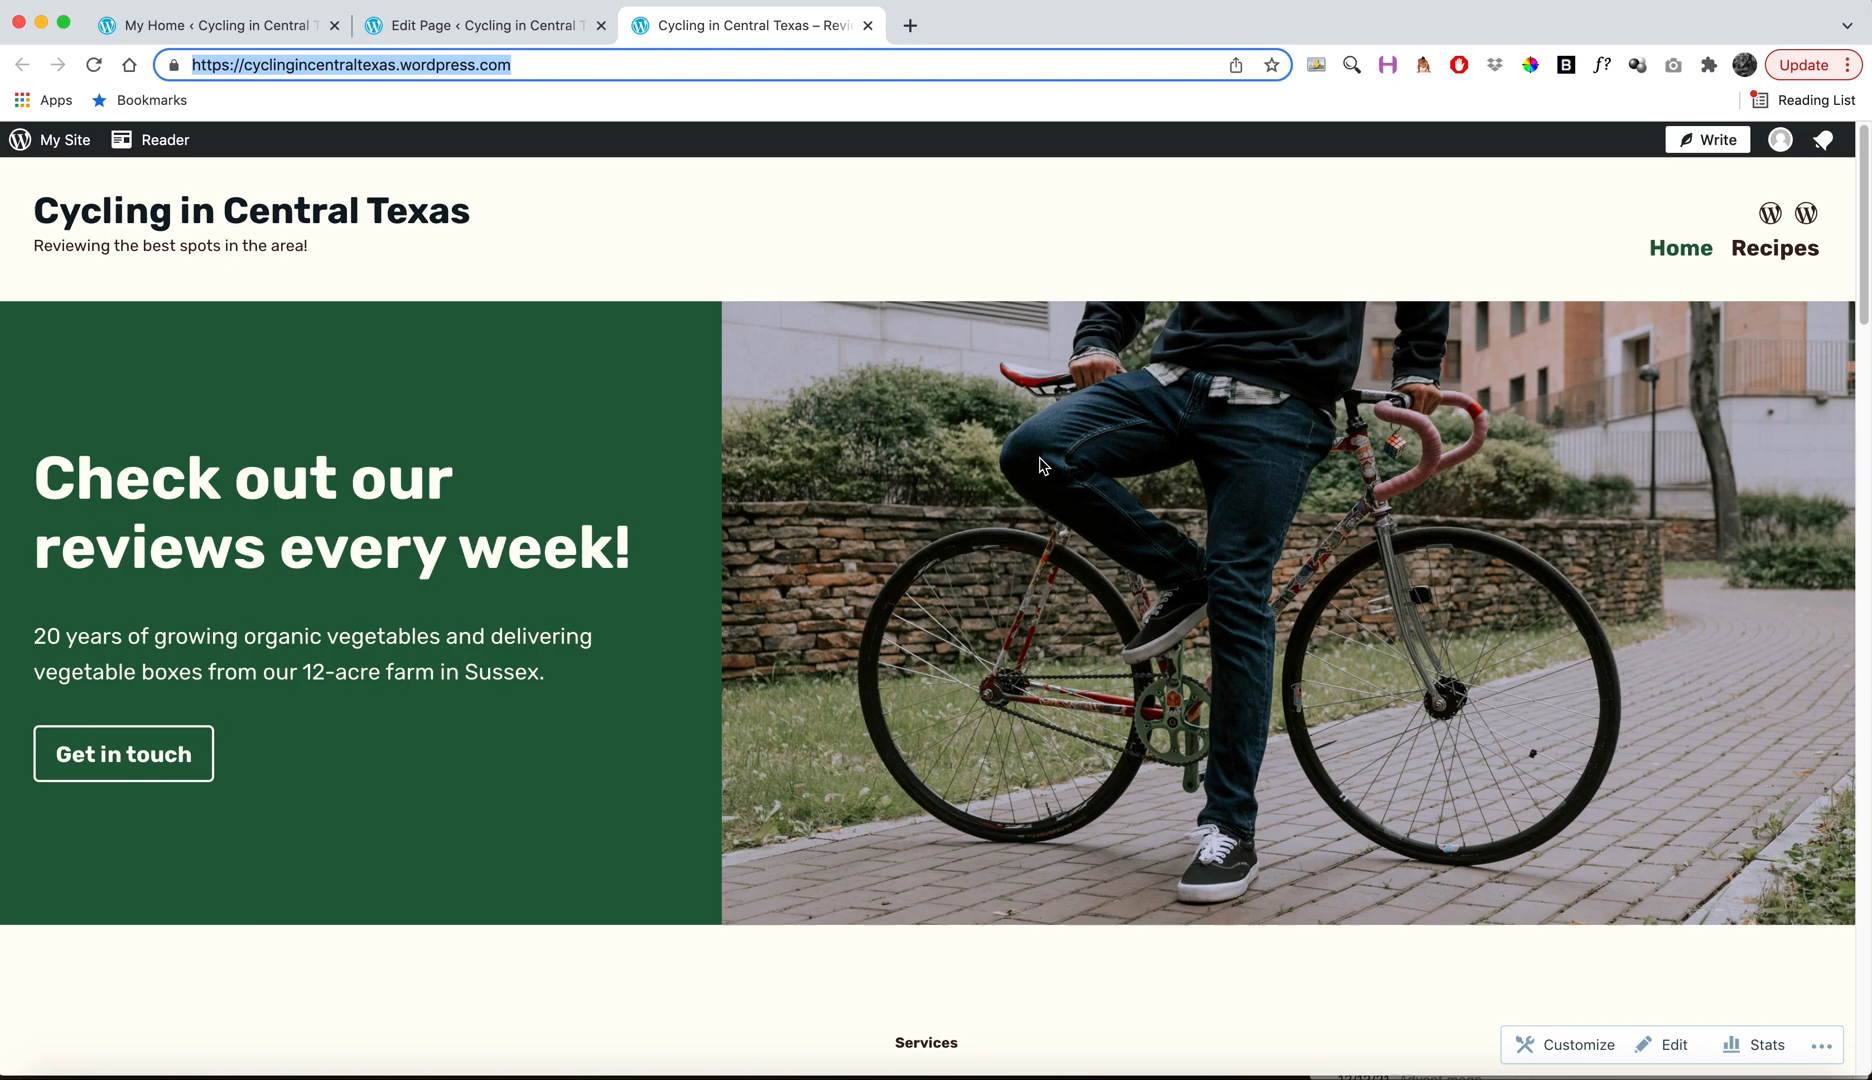 My Home ‹ Cycling in Central T
Edit Page ‹ Cycling in Central T
Cycling in Central Texas – Revi
https://cyclingincentraltexas.wordpress.com
Update
Apps
Bookmarks
Reading List
My Site
Reader
Write
Cycling in Central Texas
Reviewing the best spots in the area!
Home Recipes
Check out our
reviews every week!
20 years of growing organic vegetables and delivering
vegetable boxes from our 12-acre farm in Sussex.
Get in touch
Services
Customize
Edit
Stats